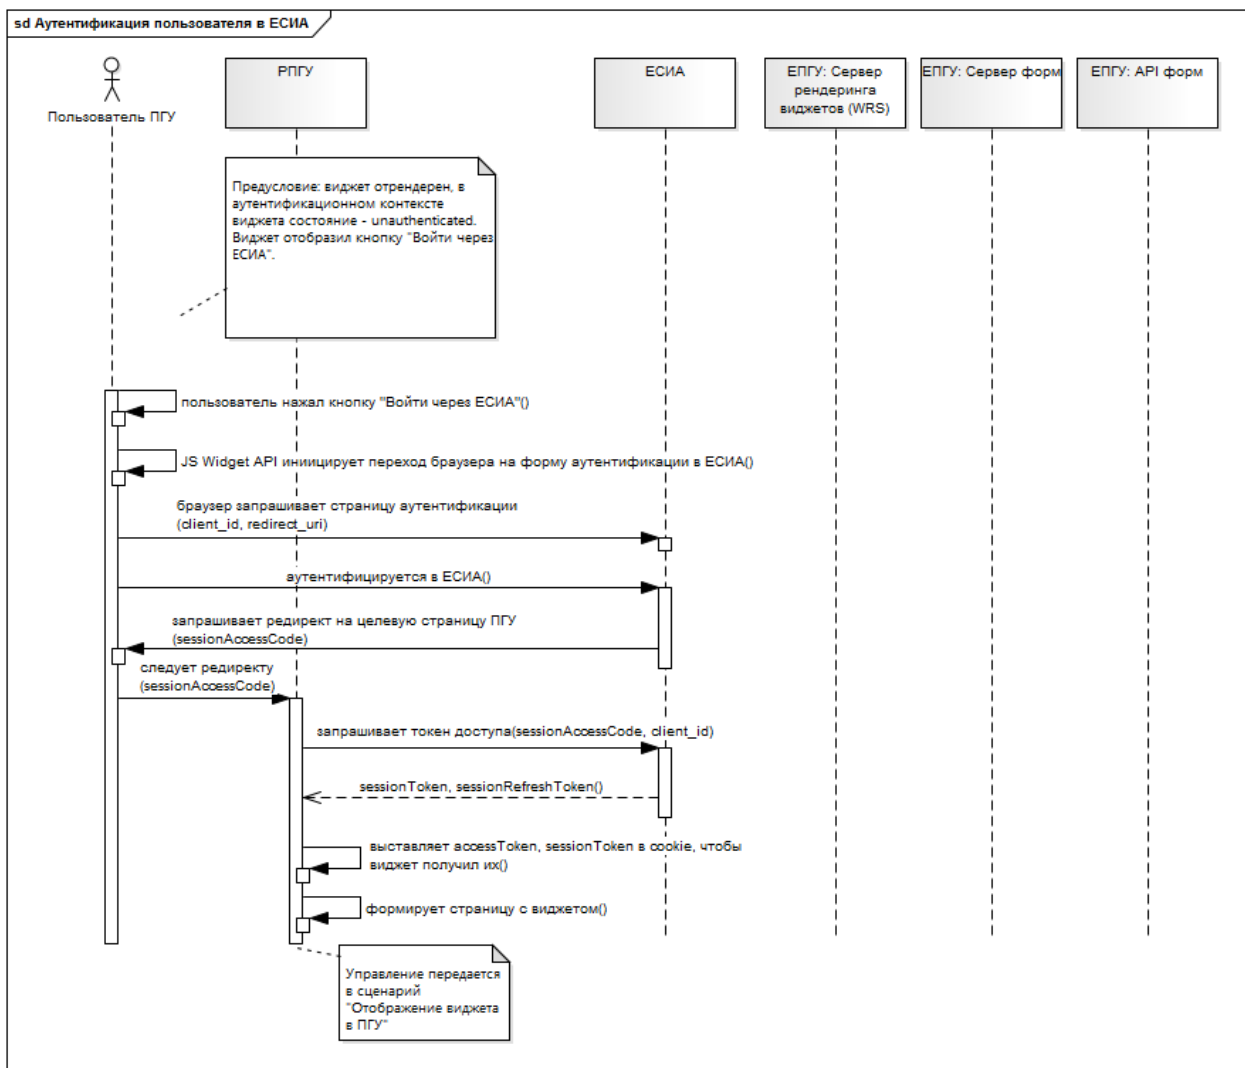 sd Аутентификация пользователя в ЕСИА
Пользователь ПГУ
РПГУ
ЕСИА
ЕПГУ: Сервер
рендеринга
виджетов (WRS)
ЕПГУ: Сервер форм
ЕПГУ: API форм
Предусловие: виджет отрендерен, в
аутентификационном контексте
виджета состояние - unauthenticated.
Виджет отобразил кнопку "Войти через
ЕСИА".
пользователь нажал кнопку "Войти через ЕСИА"()
JS Widget API иниицирует переход браузера на форму аутентификации в ЕСИА()
браузер запрашивает страницу аутентификации
(client_id, redirect_uri)
аутентифицируется в ЕСИА()
запрашивает редирект на целевую страницу ПГУ
(sessionAccessCode)
следует редиректу
(sessionAccessCode)
запрашивает токен доступа(sessionAccessCode, client_id)
sessionToken, sessionRefreshToken()
выставляет accessToken, sessionToken в cookie, чтобы
виджет получил их()
формирует страницу с виджетом()
Управление передается
в сценарий
"Отображение виджета
в ПГУ"